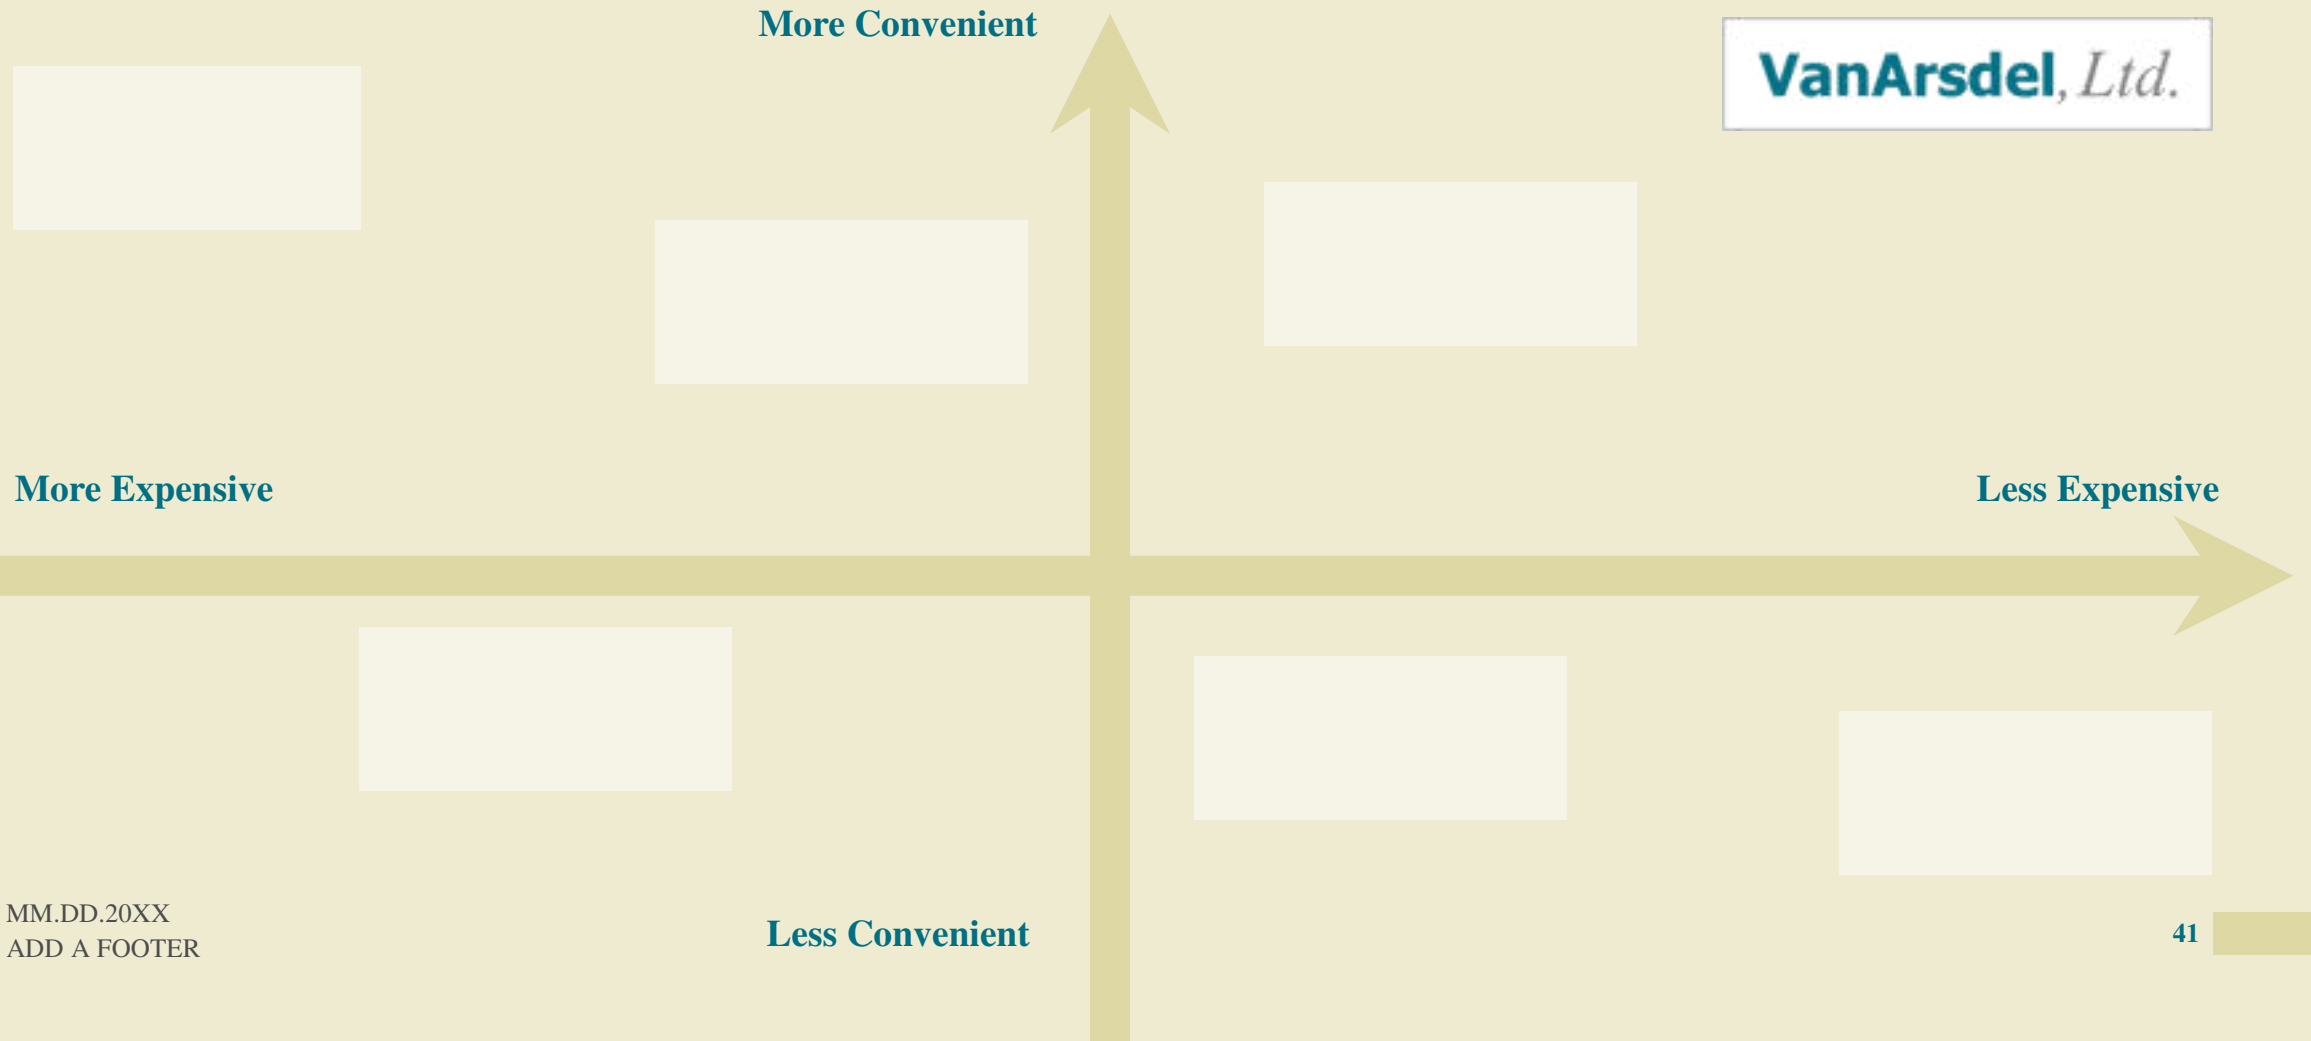 More Convenient
VanArsdel, Ltd.
More Expensive
Less Expensive
MM.DD.20XX
ADD A FOOTER
Less Convenient
41